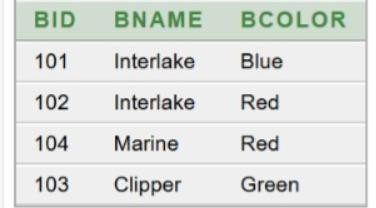 BID BNAME BCOLOR
101 Interlake Blue
102 Interlake Red
104 Marine Red
103 Clipper Green